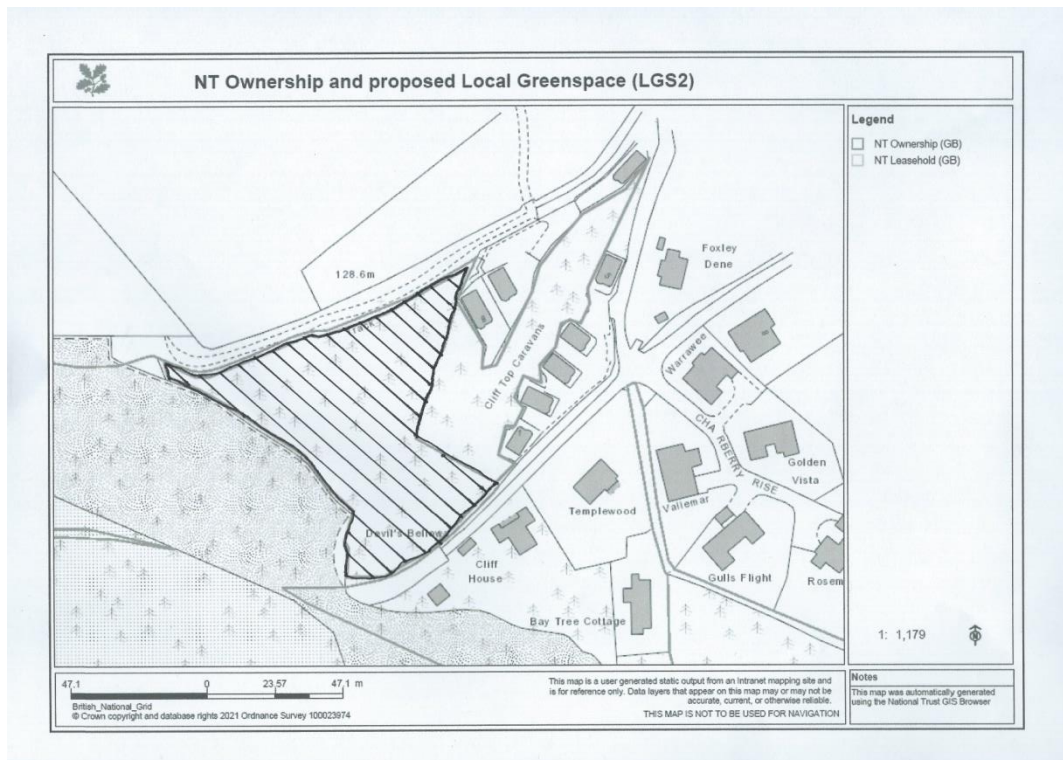 NT Ownership and proposed Local Greenspace (LGS2)
Legend
NT Ownership (GB)
NT Leasehold (GB)
128.6m
Track
Foxley
Dene
Cliff Top Caravans
Warrawee
CHARBERRY RISE
Golden
Vista
Templewood
Vallemar
Devil's Bellows
Cliff
House
Gulls Flight
Rosem
Bay Tree Cottage
1: 1,179
N
47.1 0 23.57 47.1 m
British_National_Grid
© Crown copyright and database rights 2021 Ordnance Survey 100023974
This map is a user generated static output from an Intranet mapping site and
is for reference only. Data layers that appear on this map may or may not be
accurate, current, or otherwise reliable.
THIS MAP IS NOT TO BE USED FOR NAVIGATION
Notes
This map was automatically generated
using the National Trust GIS Browser